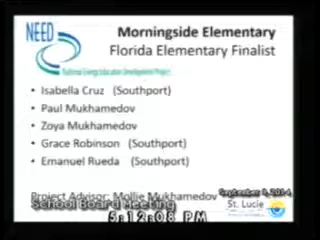 NEED
National Energy Education Development Project
Morningside Elementary
Florida Elementary Finalist
• Isabella Cruz (Southport)
• Paul Mukhamedov
• Zoya Mukhamedov
• Grace Robinson (Southport)
• Emanuel Rueda (Southport)
Project Advisor: Mollie Mukhamedov
September 9, 2014
School Board Meeting
St. Lucie
5:12:08 PM